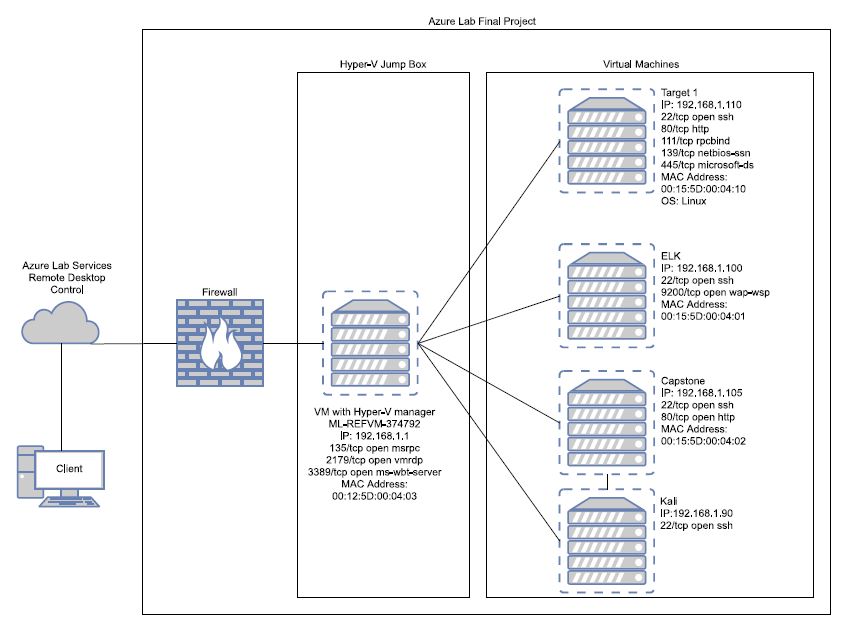 Azure Lab Final Project
Hyper-V Jump Box
Virtual Machines
Target 1
IP: 192.168.1.110
22/tcp open ssh
80/tcp http
111/tcp rpcbind
139/tcp netbios-ssn
445/tcp microsoft-ds
MAC Address:
00:15:5D:00:04:10
OS: Linux
Azure Lab Services
Remote Desktop
Control
Firewall
ELK
IP: 192.168.1.100
22/tcp open ssh
9200/tcp open wap-wsp
MAC Address:
00:15:5D:00:04:01
VM with Hyper-V manager
ML-REFVM-374792
IP: 192.168.1.1
135/tcp open msrpc
2179/tcp open vmrdp
3389/tcp open ms-wbt-server
MAC Address:
00:12:5D:00:04:03
Capstone
IP: 192.168.1.105
22/tcp open ssh
80/tcp open http
MAC Address:
00:15:5D:00:04:02
Client
Kali
IP:192.168.1.90
22/tcp open ssh